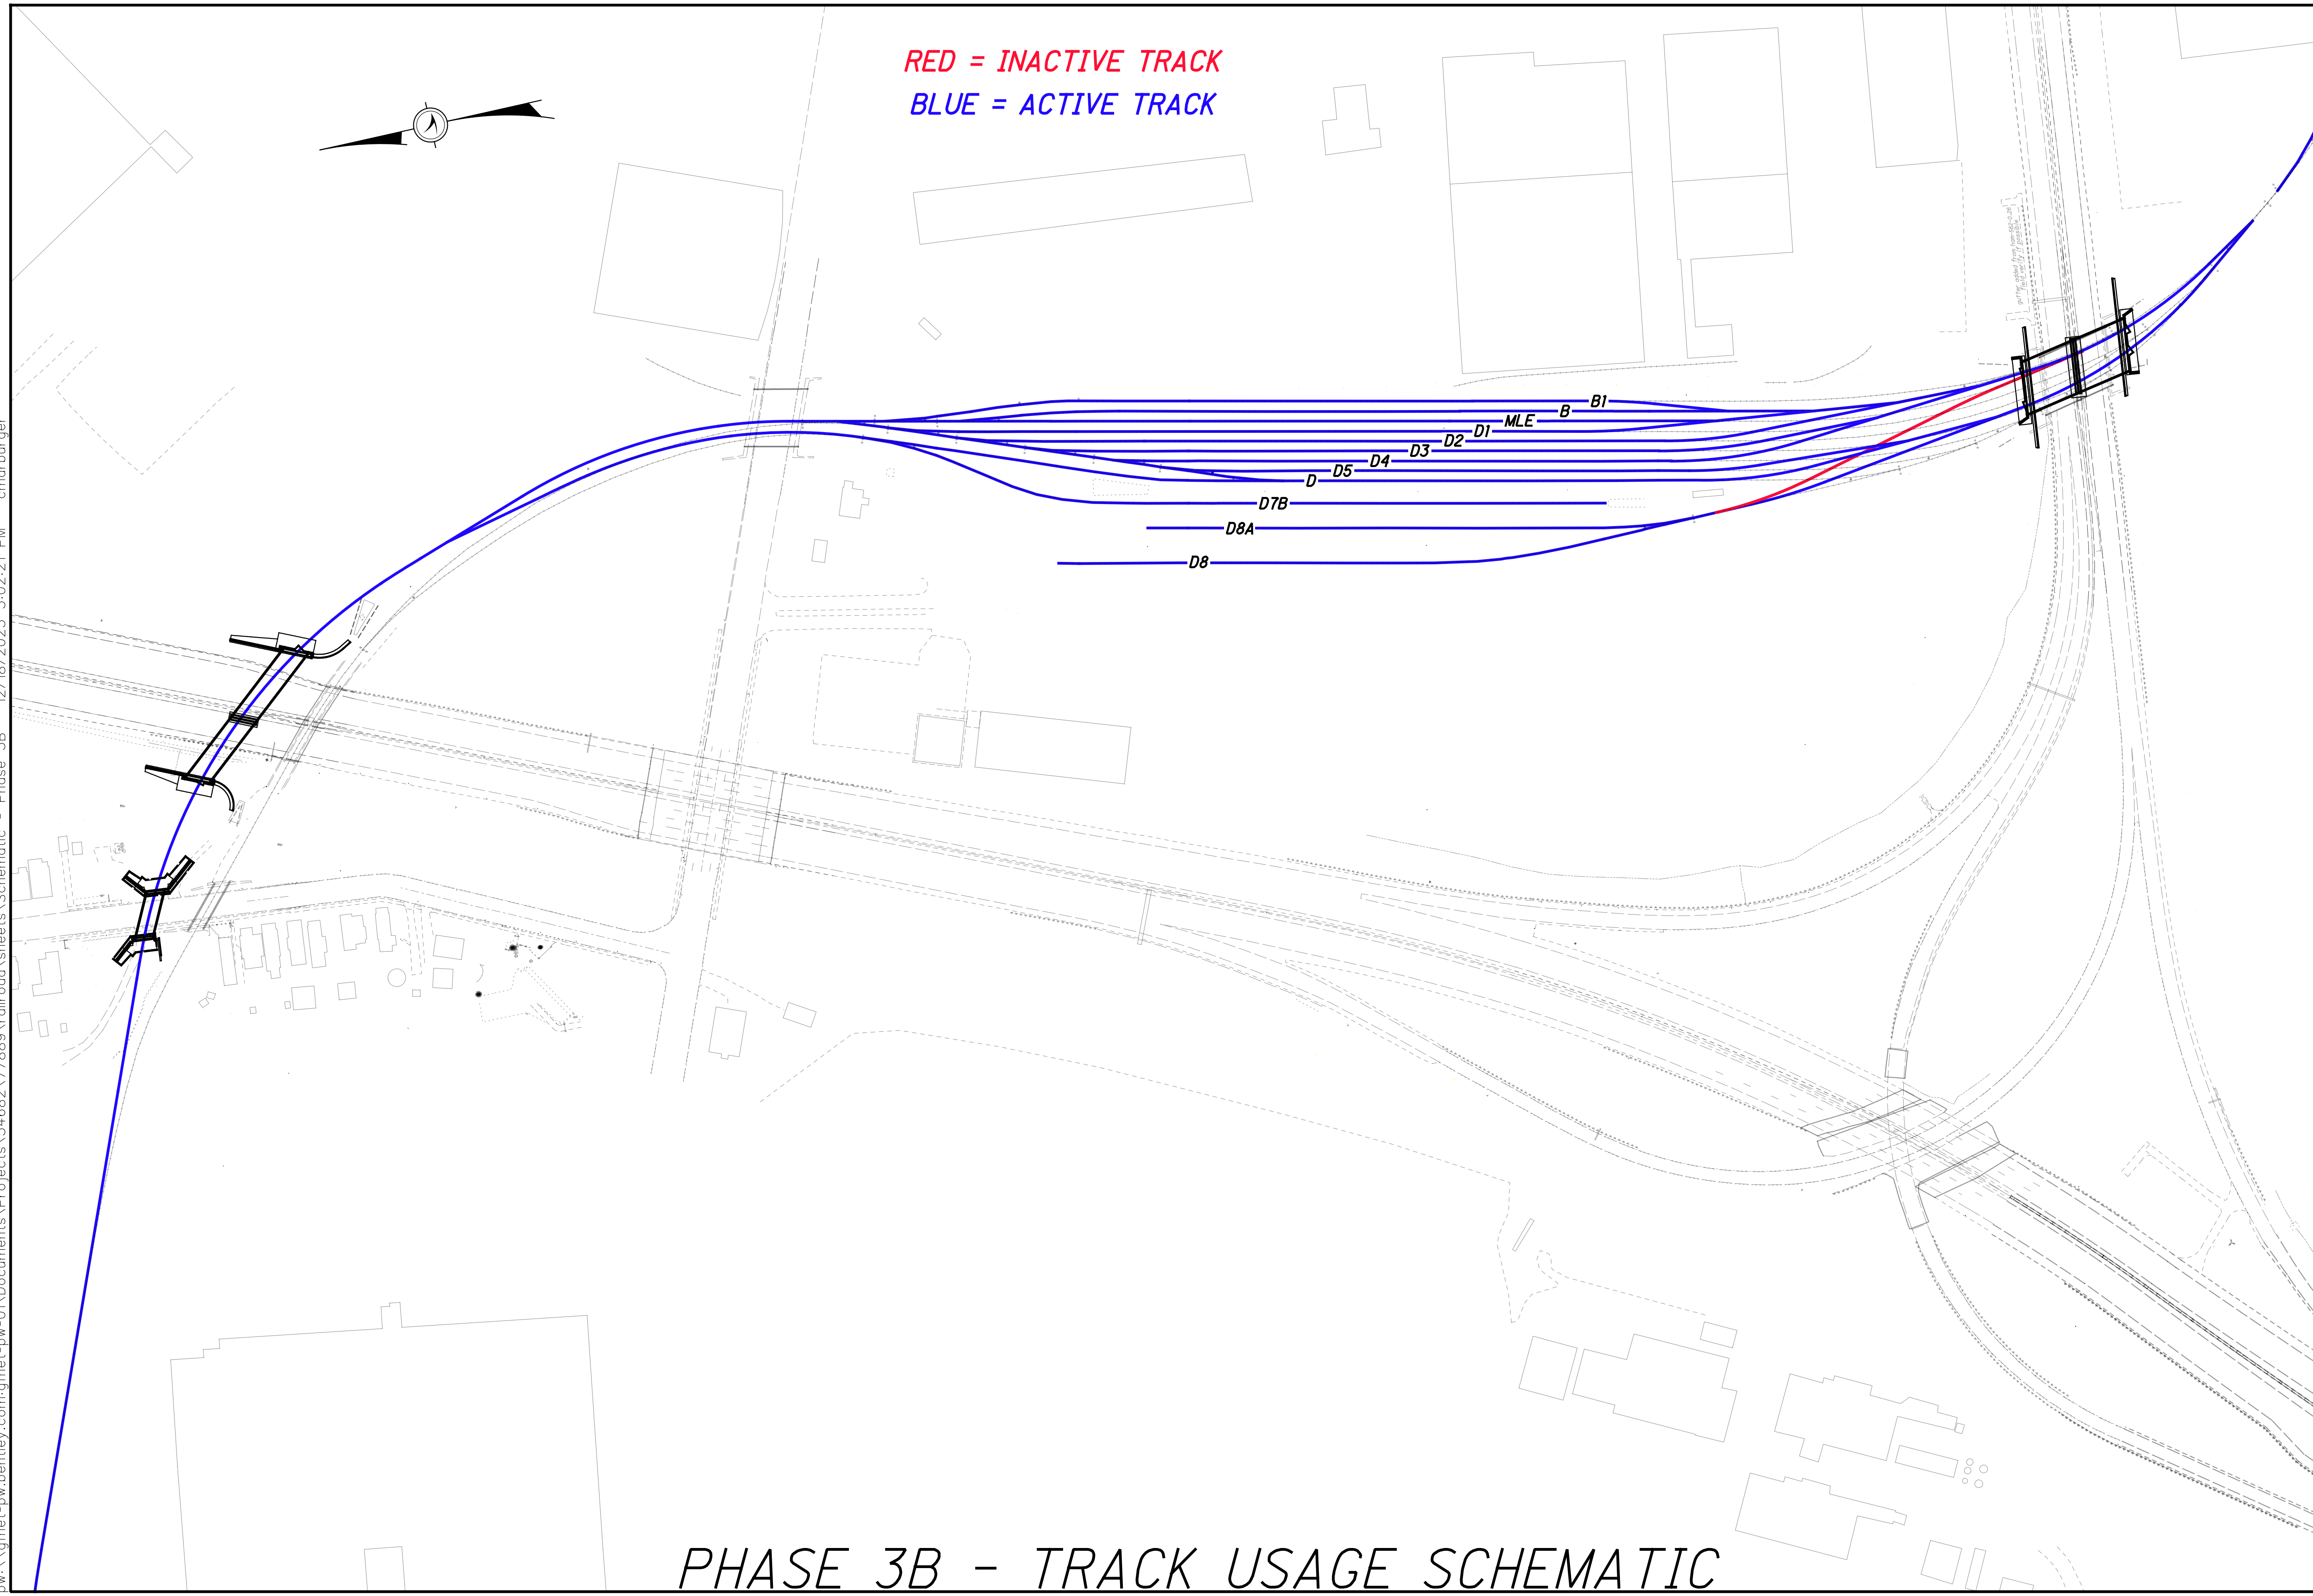 RED = INACTIVE TRACK
BLUE = ACTIVE TRACK
B1
B
MLE
D1
D2
D3
D4
D5
D
D7B
D8A
D8
PHASE 3B - TRACK USAGE SCHEMATIC